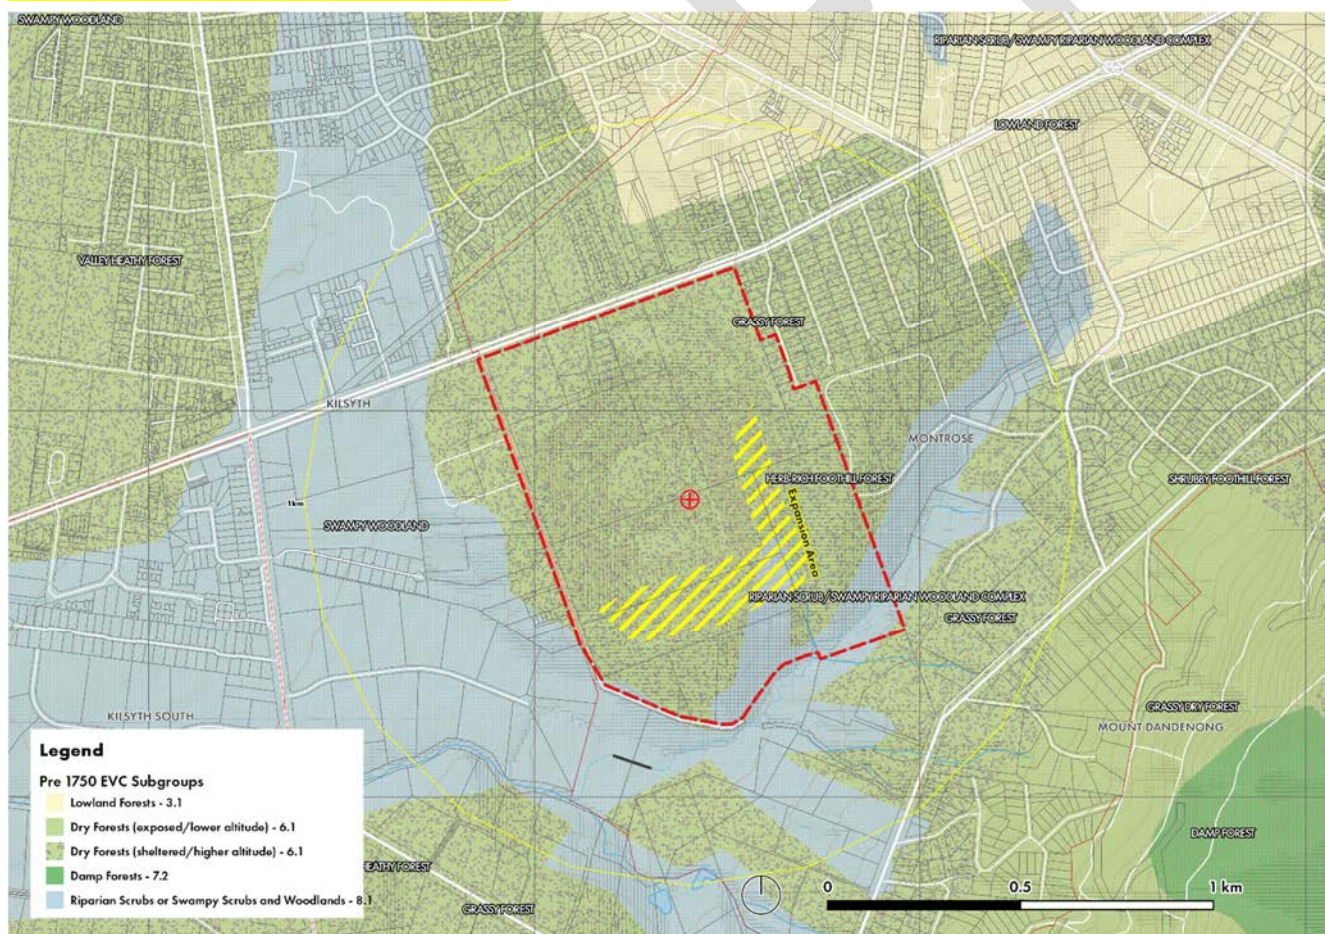 SWAMPY WOODLAND
RIPARIAN SCRUB/SWAMPY RIPARIAN WOODLAND COMPLEX
LOWLAND FOREST
VALLEY HEATHY FOREST
GRASSY FOREST
KILSYTH
MONTROSE
HERB-RICH FOOTHILL FOREST
SHRUBBY FOOTHILL FOREST
1km
SWAMPY WOODLAND
Expansion Area
RIPARIAN SCRUB/SWAMPY RIPARIAN WOODLAND COMPLEX
GRASSY FOREST
GRASSY DRY FOREST
KILSYTH SOUTH
MOUNT DANDENONG
Legend
Pre 1750 EVC Subgroups
Lowland Forests - 3.1
Dry Forests (exposed/lower altitude) - 6.1
Dry Forests (sheltered/higher altitude) - 6.1
Damp Forests - 7.2
Riparian Scrubs or Swampy Scrubs and Woodlands - 8.1
DAMP FOREST
HEATHY FOREST
GRASSY FOREST
0 0.5 1 km